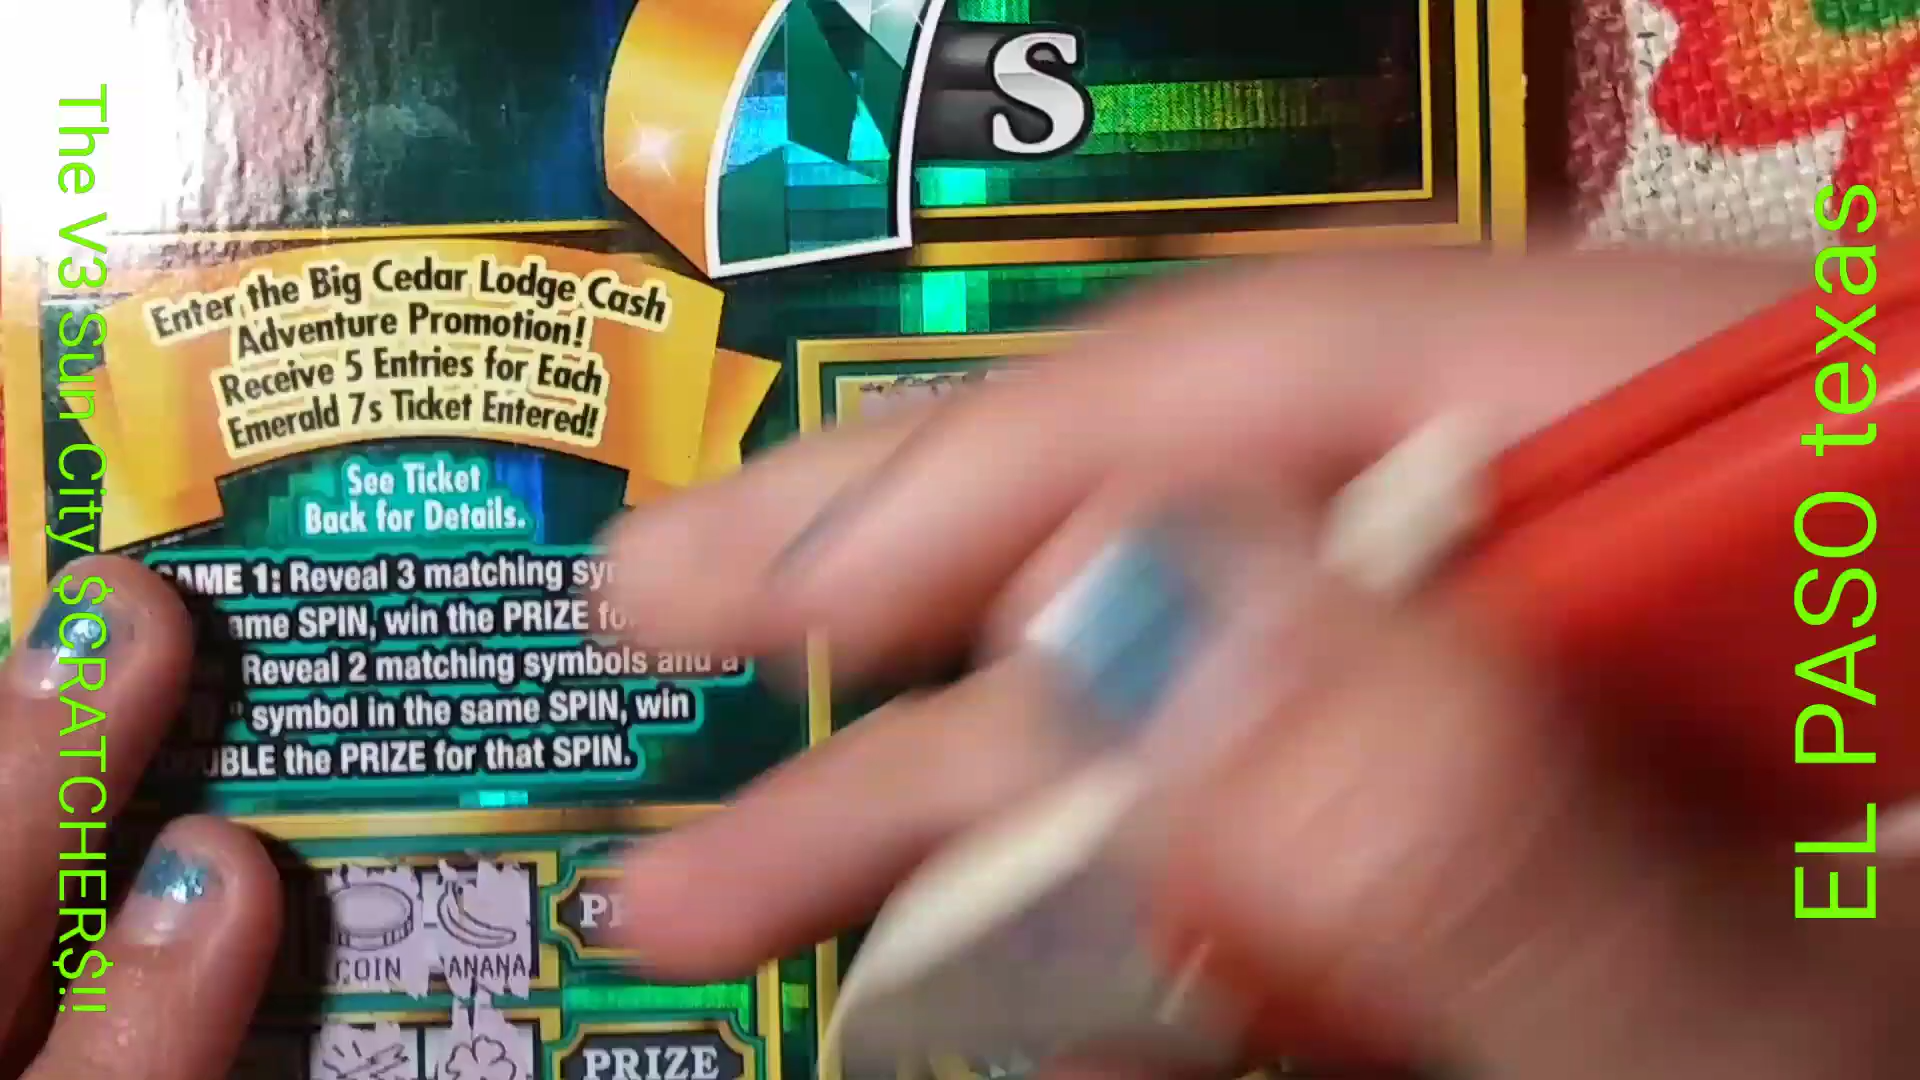 The V3 Sun City $CRATCHER$!!
s
Enter the Big Cedar Lodge Cash
Adventure Promotion!
Receive 5 Entries for Each
Emerald 7s Ticket Entered!
See Ticket
Back for Details.
AME 1: Reveal 3 matching sy
ame SPIN, win the PRIZE fo
Reveal 2 matching symbols and a
" symbol in the same SPIN, win
UBLE the PRIZE for that SPIN.
COIN
ANANA
PRIZE
EL PASO texas